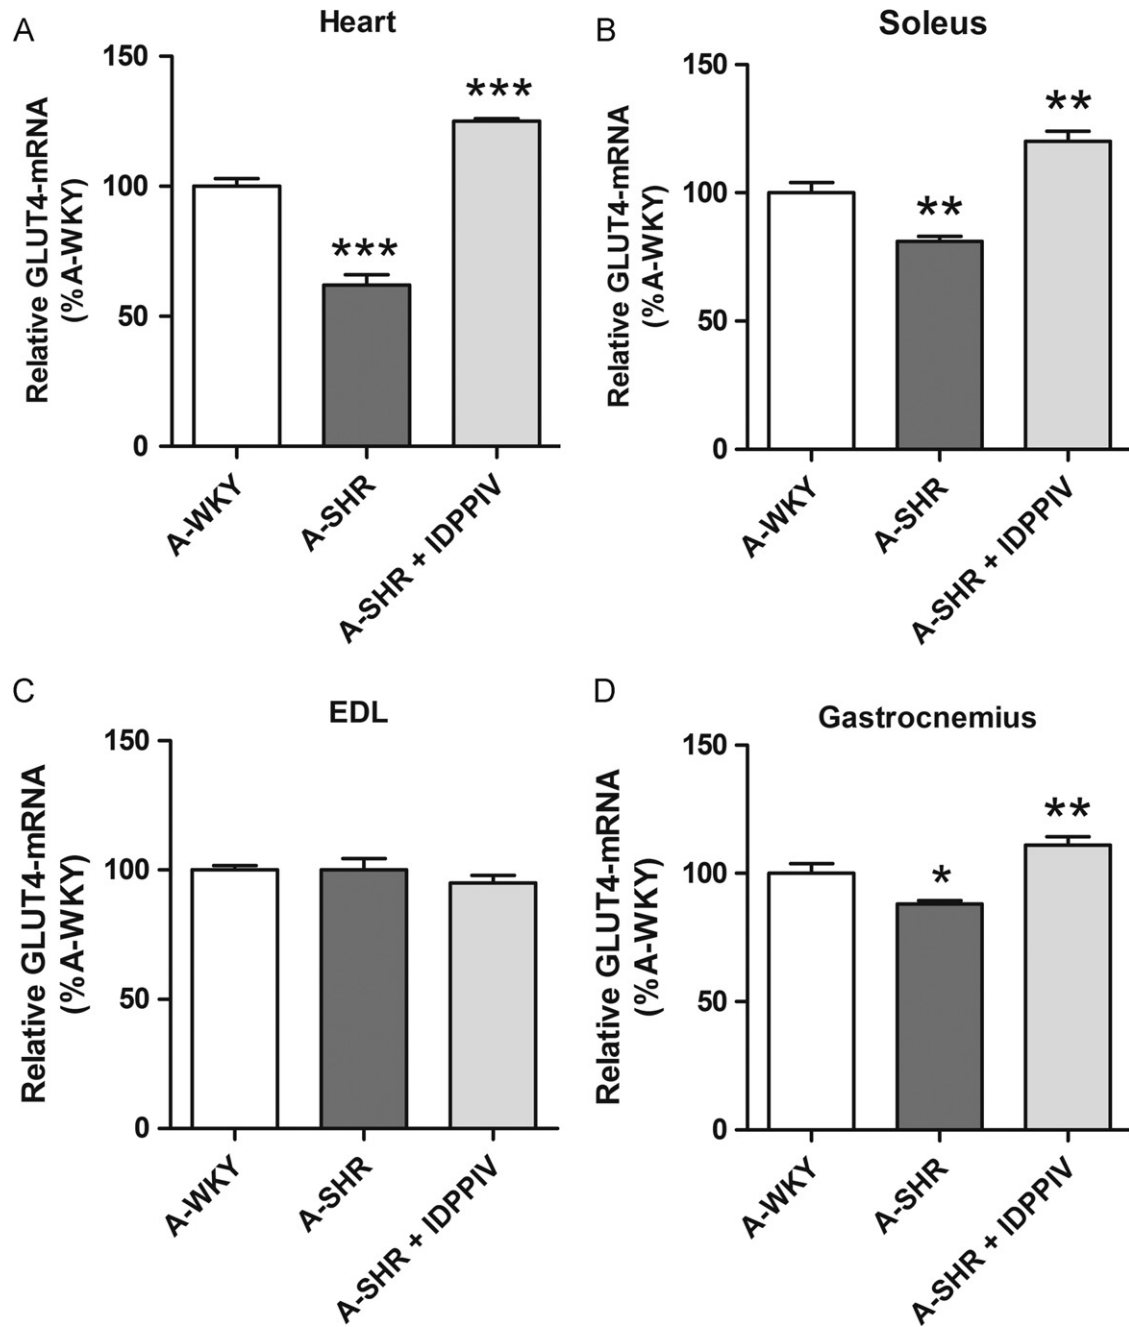 A
Heart
Relative GLUT4-mRNA
(%A-WKY)
150
100
50
0
***
***
A-WKY
A-SHR
A-SHR + IDPPIV
B
Soleus
Relative GLUT4-mRNA
(%A-WKY)
150
100
50
0
**
**
A-WKY
A-SHR
A-SHR + IDPPIV
C
EDL
Relative GLUT4-mRNA
(%A-WKY)
150
100
50
0
A-WKY
A-SHR
A-SHR + IDPPIV
D
Gastrocnemius
Relative GLUT4-mRNA
(%A-WKY)
150
100
50
0
*
**
A-WKY
A-SHR
A-SHR + IDPPIV